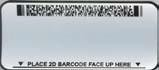 ▼ PLACE 2D BARCODE FACE UP HERE ▼